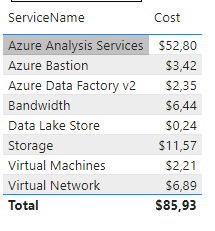 ServiceName Cost
Azure Analysis Services $52,80
Azure Bastion $3,42
Azure Data Factory v2 $2,35
Bandwidth $6,44
Data Lake Store $0,24
Storage $11,57
Virtual Machines $2,21
Virtual Network $6,89
Total $85,93